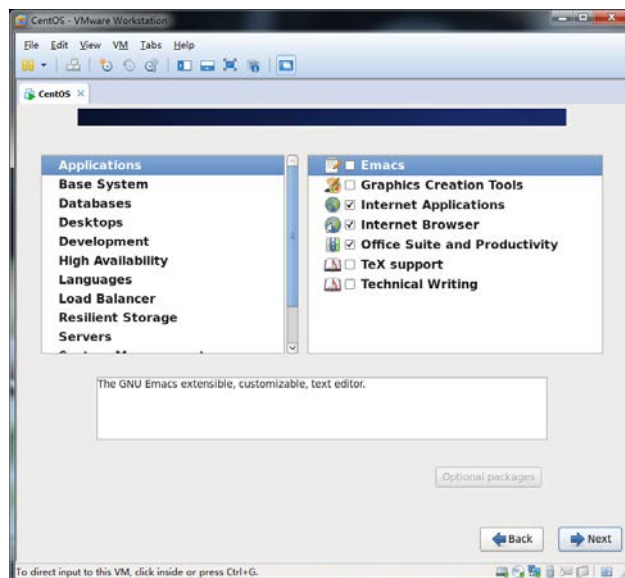 CentOS - VMware Workstation
File Edit View VM Tabs Help
CentOS
Applications
Base System
Databases
Desktops
Development
High Availability
Languages
Load Balancer
Resilient Storage
Servers
Emacs
Graphics Creation Tools
Internet Applications
Internet Browser
Office Suite and Productivity
TeX support
Technical Writing
The GNU Emacs extensible, customizable, text editor.
Optional packages
Back
Next
To direct input to this VM, click inside or press Ctrl+G.